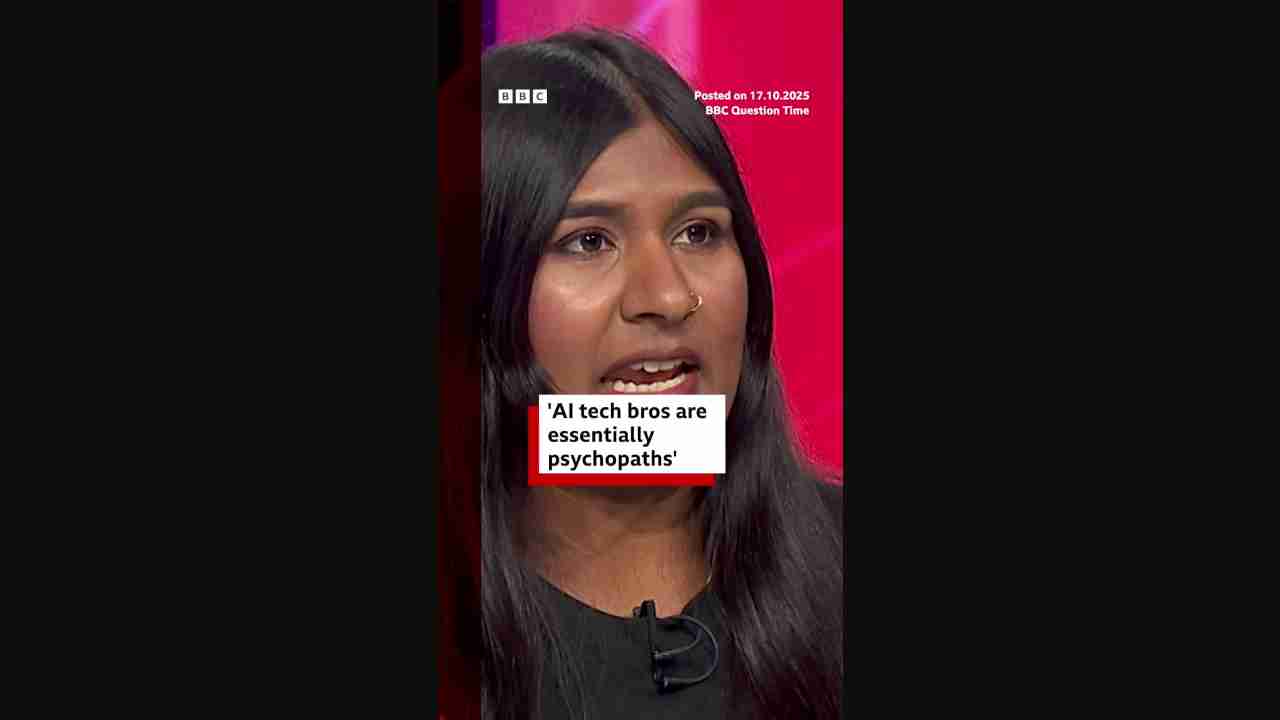 BBC
Posted on 17.10.2025
BBC Question Time
'AI tech bros are
essentially
psychopaths'